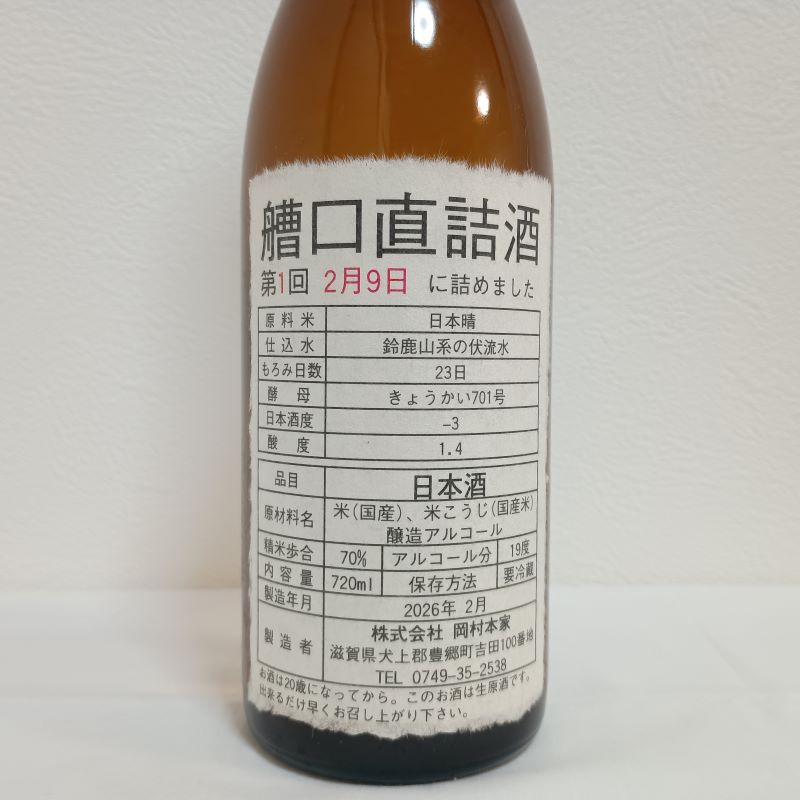 艚口直詰酒
第1回 2月9日 に詰めました
原料米 日本晴
仕込水 鈴鹿山系の伏流水
もろみ日数 23日
酵母 きょうかい701号
日本酒度 -3
酸度 1.4
品目 日本酒
原材料名 米(国産)、米こうじ(国産米)
醸造アルコール
精米歩合 70% アルコール分 19度
内容量 720ml 保存方法 要冷蔵
製造年月 2026年 2月
製造者 株式会社 岡村本家
滋賀県犬上郡豊郷町吉田100番地
TEL 0749-35-2538
お酒は20歳になってから。このお酒は生原酒です。
出来るだけ早くお召し上がり下さい。